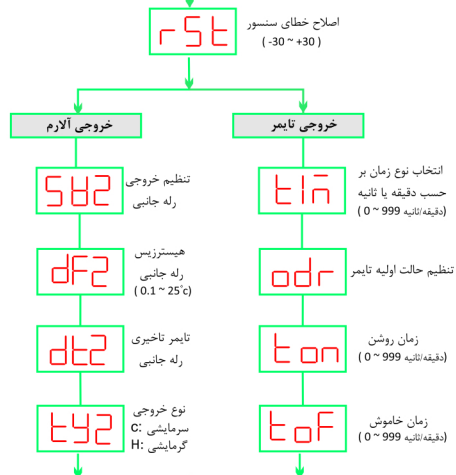 rSt
اصلاح خطای سنسور
( -30 ~ +30 )
خروجی تایمر
tIm
انتخاب نوع زمان بر
حسب دقیقه یا ثانیه
(دقیقه/ثانیه 999 ~ 0 )
odr
تنظیم حالت اولیه تایمر
ton
زمان روشن
(دقیقه/ثانیه 999 ~ 0 )
toF
زمان خاموش
(دقیقه/ثانیه 999 ~ 0 )
خروجی آلارم
تنظیم خروجی
رله جانبی
dF2
هیسترزیس
رله جانبی
( 0.1 ~ 25°c)
dt2
تایمر تاخیری
رله جانبی
ty2
نوع خروجی
سرمایشی :C
گرمایشی :H